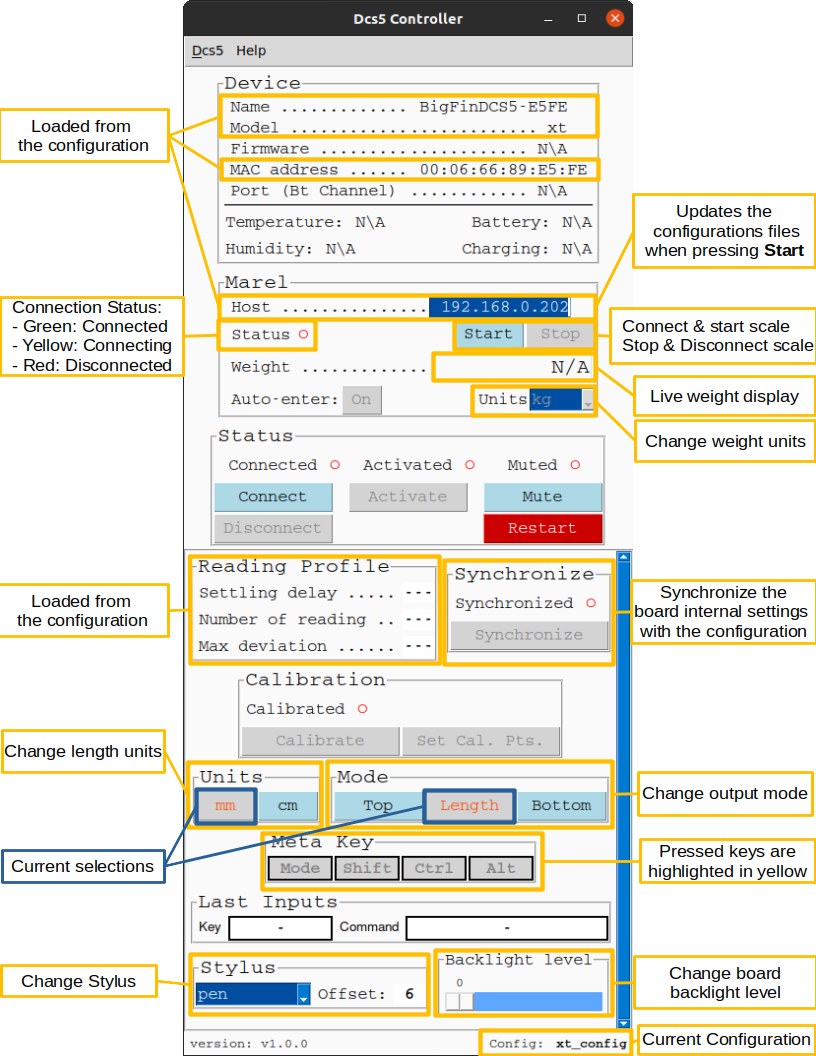 Dcs5 Controller
Dcs5 Help
Device
Name ............. BigFinDCS5-E5FE
Model ......................... xt
Firmware ..................... N\A
MAC address ...... 00:06:66:89:E5:FE
Port (Bt Channel) ............ N\A
Temperature: N\A Battery: N\A
Humidity: N\A Charging: N\A
Loaded from
the configuration
Updates the
configurations files
when pressing Start
Marel
Host ............... 192.168.0.202
Connection Status:
- Green: Connected
- Yellow: Connecting
- Red: Disconnected
Status
Start Stop
Connect & start scale
Stop & Disconnect scale
Weight ............. N/A
Live weight display
Auto-enter: On Units kg
Change weight units
Status
Connected Activated Muted
Connect Activate Mute
Disconnect Restart
Reading Profile
Settling delay ..... ---
Number of reading .. ---
Max deviation ...... ---
Loaded from
the configuration
Synchronize
Synchronized
Synchronize
Synchronize the
board internal settings
with the configuration
Calibration
Calibrated
Calibrate Set Cal. Pts.
Change length units
Units
mm cm
Mode
Top Length Bottom
Change output mode
Current selections
Meta Key
Mode Shift Ctrl Alt
Pressed keys are
highlighted in yellow
Last Inputs
Key - Command -
Change Stylus
Stylus
pen Offset: 6
Backlight level
0
Change board
backlight level
version: v1.0.0 Config: xt_config
Current Configuration